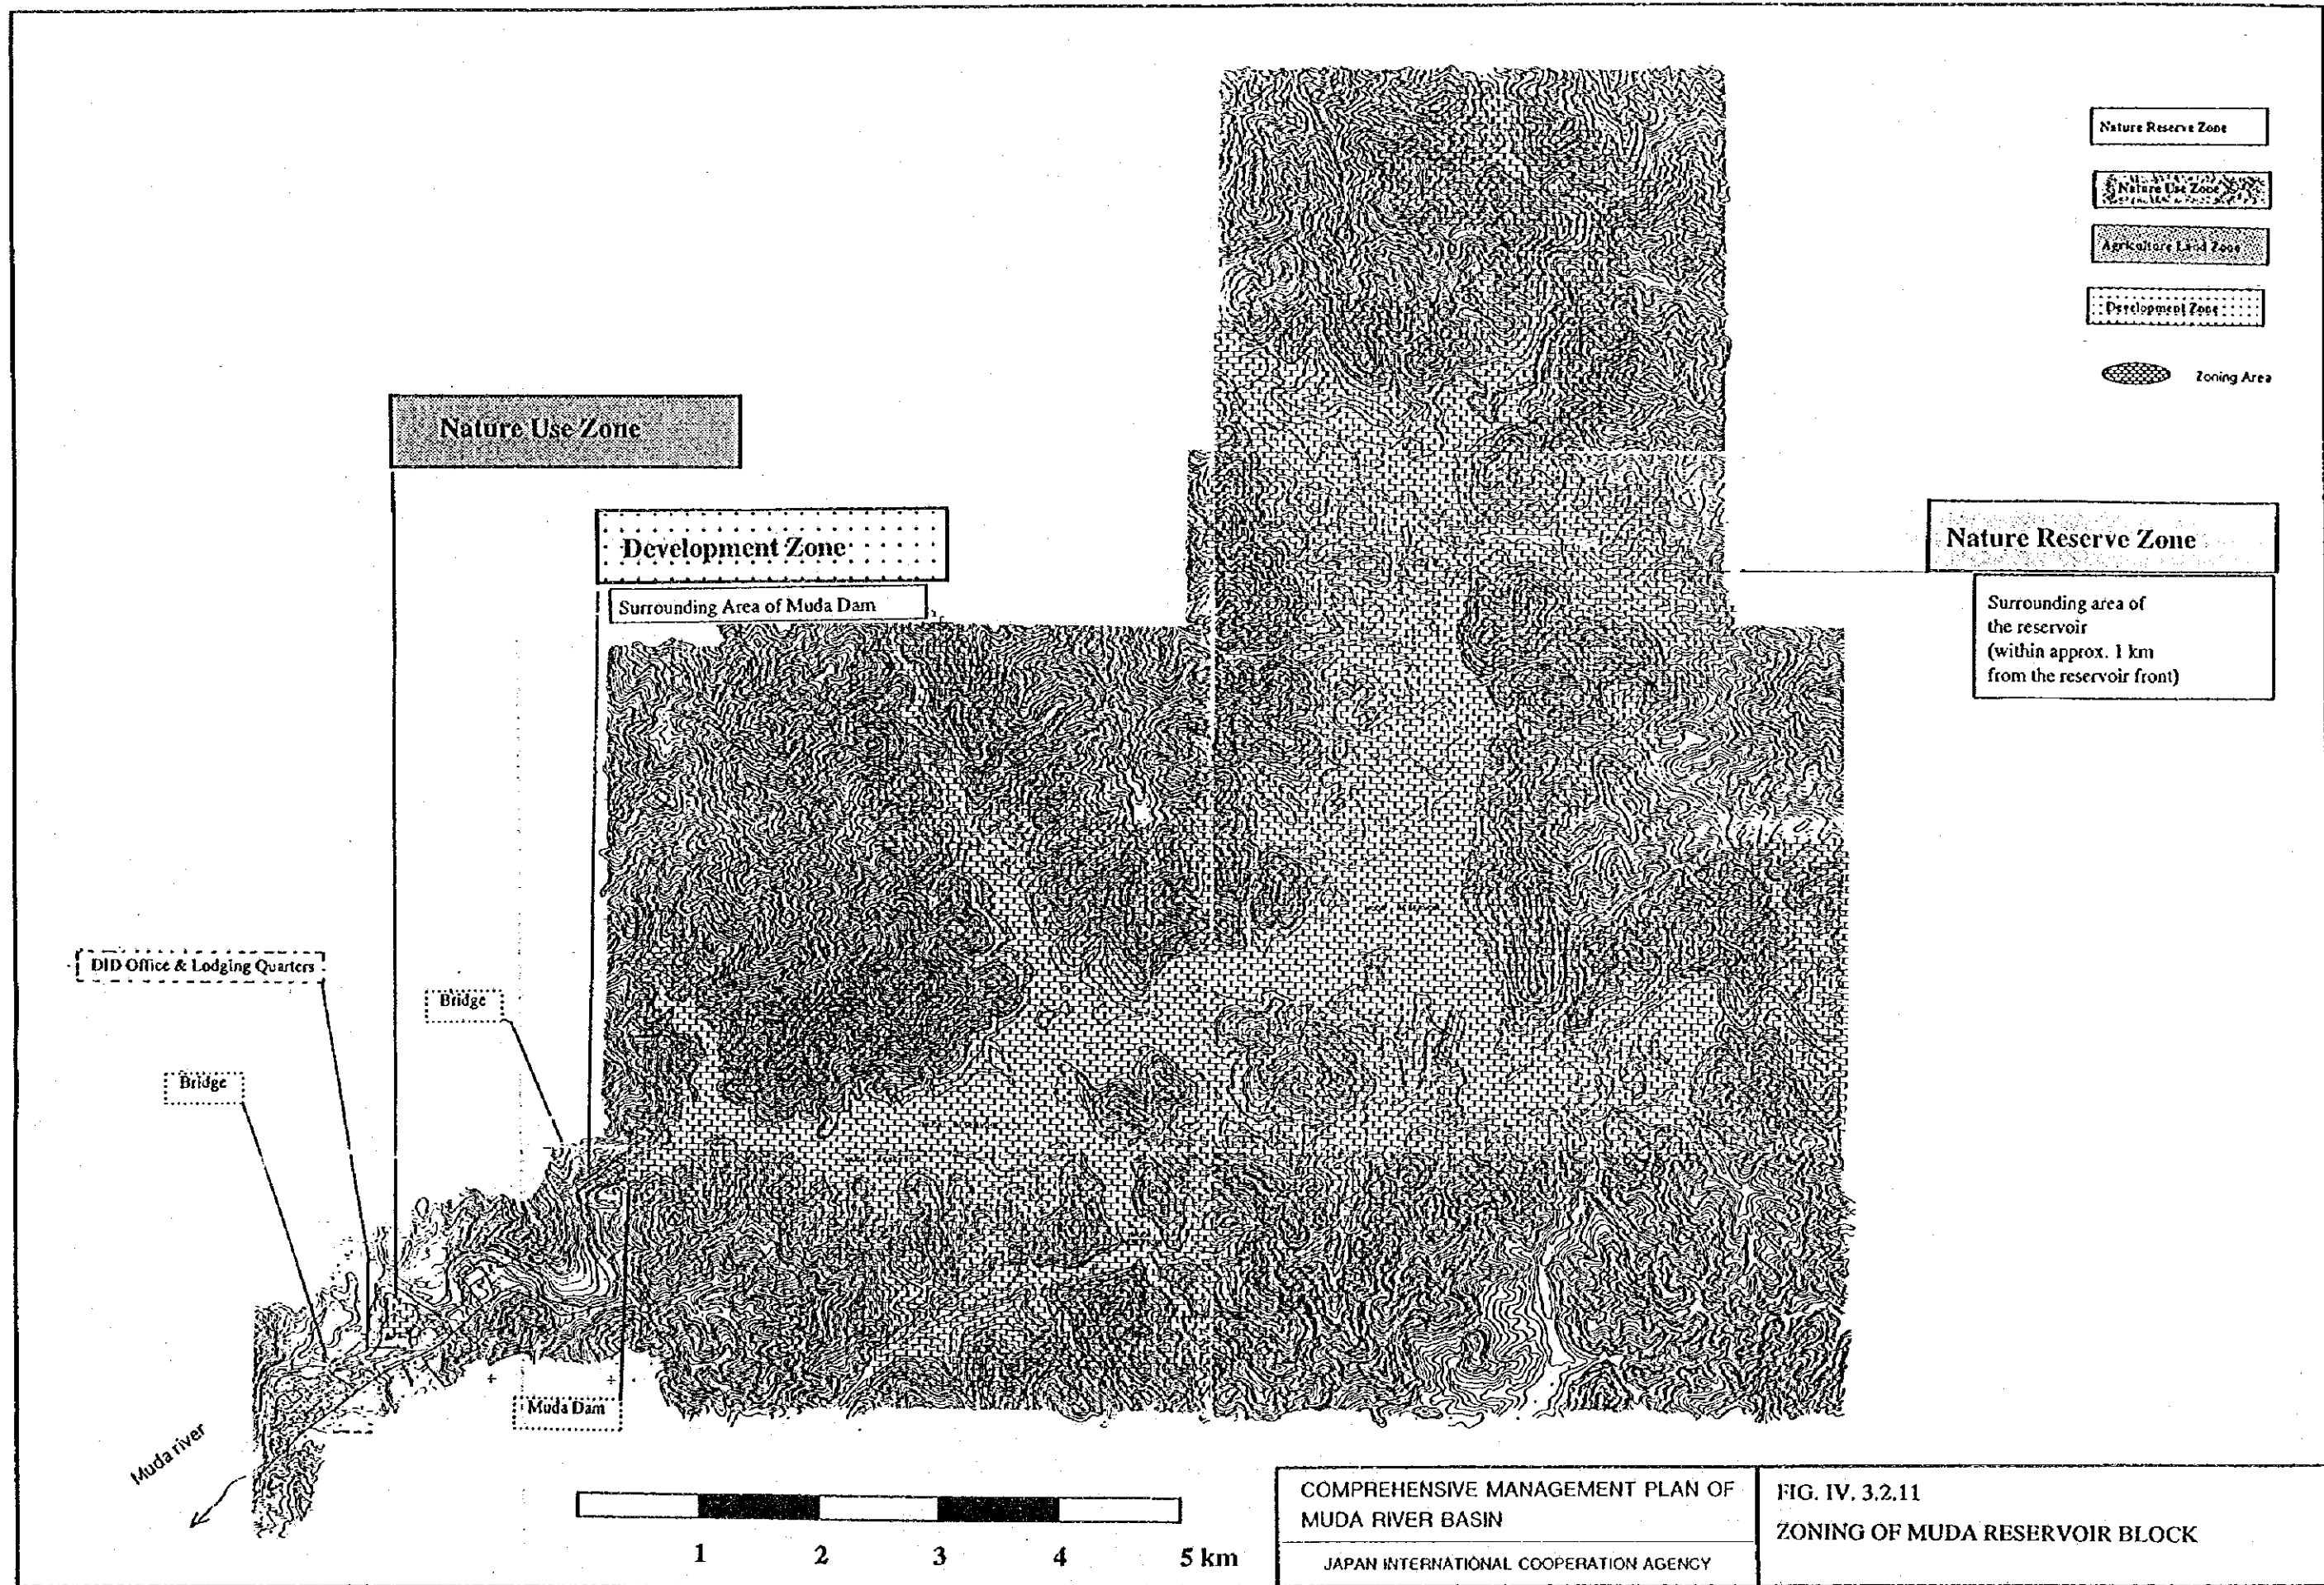 Nature Reserve Zone
Nature Use Zone
Agriculture Land Zone
Development Zone
Zoning Area
Nature Use Zone
Development Zone
Surrounding Area of Muda Dam
Nature Reserve Zone
Surrounding area of
the reservoir
(within approx. 1 km
from the reservoir front)
DID Office & Lodging Quarters
Bridge
Bridge
Muda Dam
Muda river
1 2 3 4 5 km
COMPREHENSIVE MANAGEMENT PLAN OF
MUDA RIVER BASIN
JAPAN INTERNATIONAL COOPERATION AGENCY
FIG. IV. 3.2.11
ZONING OF MUDA RESERVOIR BLOCK